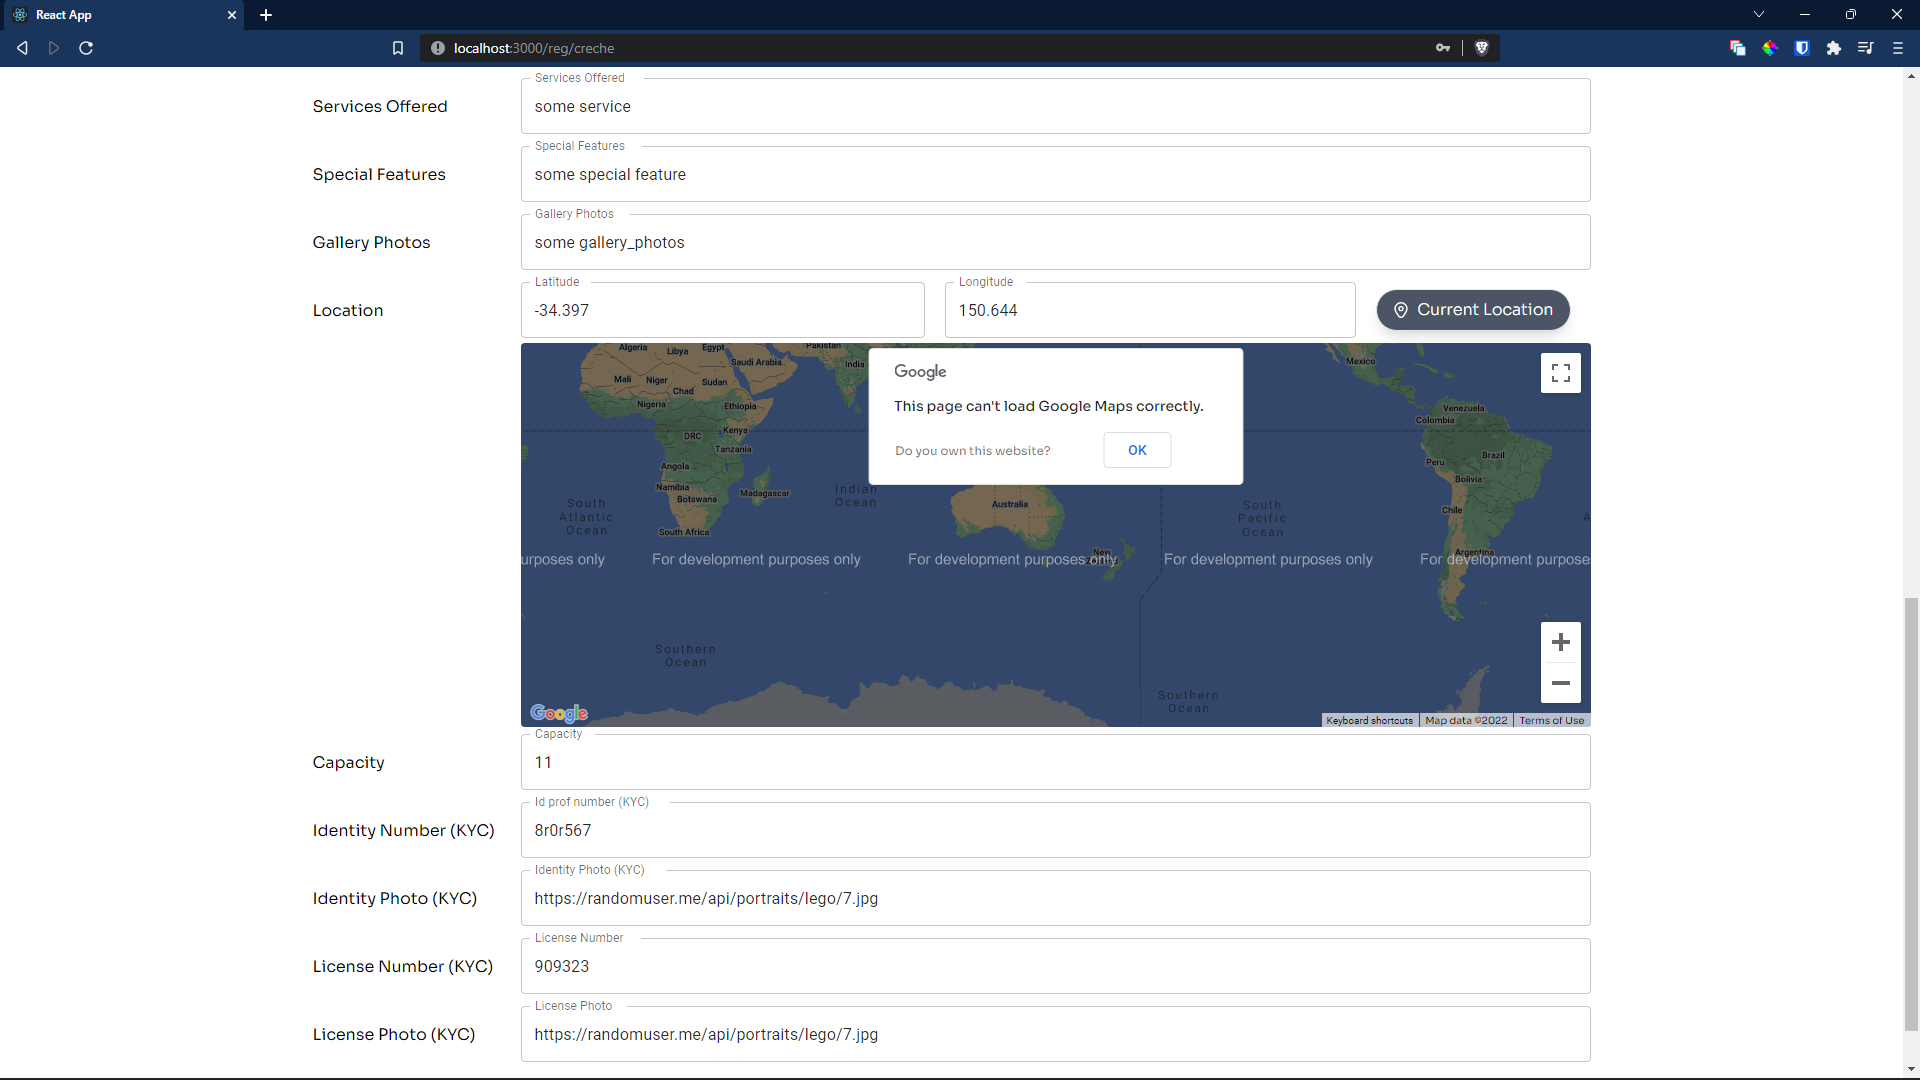 React App
localhost:3000/reg/creche
Services Offered
Services Offered
some service
Special Features
Special Features
some special feature
Gallery Photos
Gallery Photos
some gallery_photos
Location
Latitude
-34.397
Longitude
150.644
Current Location
Google
This page can't load Google Maps correctly.
Do you own this website?
OK
Algeria
Libya
Egypt
Saudi Arabia
Pakistan
India
Mali
Niger
Chad
Sudan
Nigeria
Ethiopia
DRC
Kenya
Tanzania
Angola
Namibia
Botswana
Madagascar
South Africa
South
Atlantic
Ocean
Indian
Ocean
Australia
New
South
Pacific
Ocean
Mexico
Venezuela
Colombia
Peru
Brazil
Bolivia
Chile
Argentina
A
urposes only
For development purposes only
For development purposes only
For development purposes only
For development purpose
Southern
Ocean
Southern
Ocean
Google
Keyboard shortcuts
Map data ©2022
Terms of Use
Capacity
Capacity
11
Identity Number (KYC)
Id prof number (KYC)
8r0r567
Identity Photo (KYC)
Identity Photo (KYC)
https://randomuser.me/api/portraits/lego/7.jpg
License Number (KYC)
License Number
909323
License Photo (KYC)
License Photo
https://randomuser.me/api/portraits/lego/7.jpg